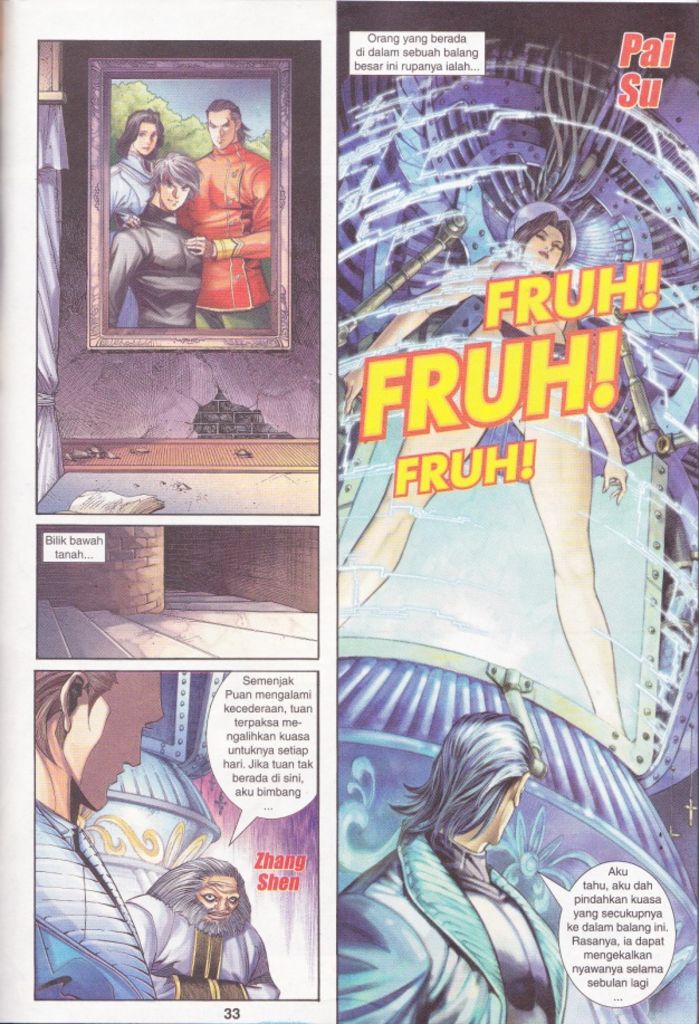 Bilik bawah
tanah...
Semenjak
Puan mengalami
kecederaan, tuan
terpaksa me-
ngalihkan kuasa
untuknya setiap
hari. Jika tuan tak
berada di sini,
aku bimbang
...
Zhang
Shen
33
Orang yang berada
di dalam sebuah balang
besar ini rupanya ialah...
Pai
Su
FRUH!
FRUH!
FRUH!
Aku
tahu, aku dah
pindahkan kuasa
yang secukupnya
ke dalam balang ini.
Rasanya, ia dapat
mengekalkan
nyawanya selama
sebulan lagi
...